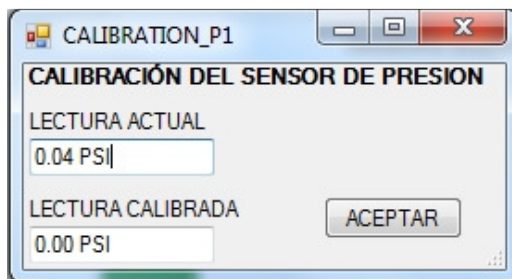 CALIBRATION_P1
CALIBRACIÓN DEL SENSOR DE PRESION
LECTURA ACTUAL
0.04 PSI
LECTURA CALIBRADA
0.00 PSI
ACEPTAR